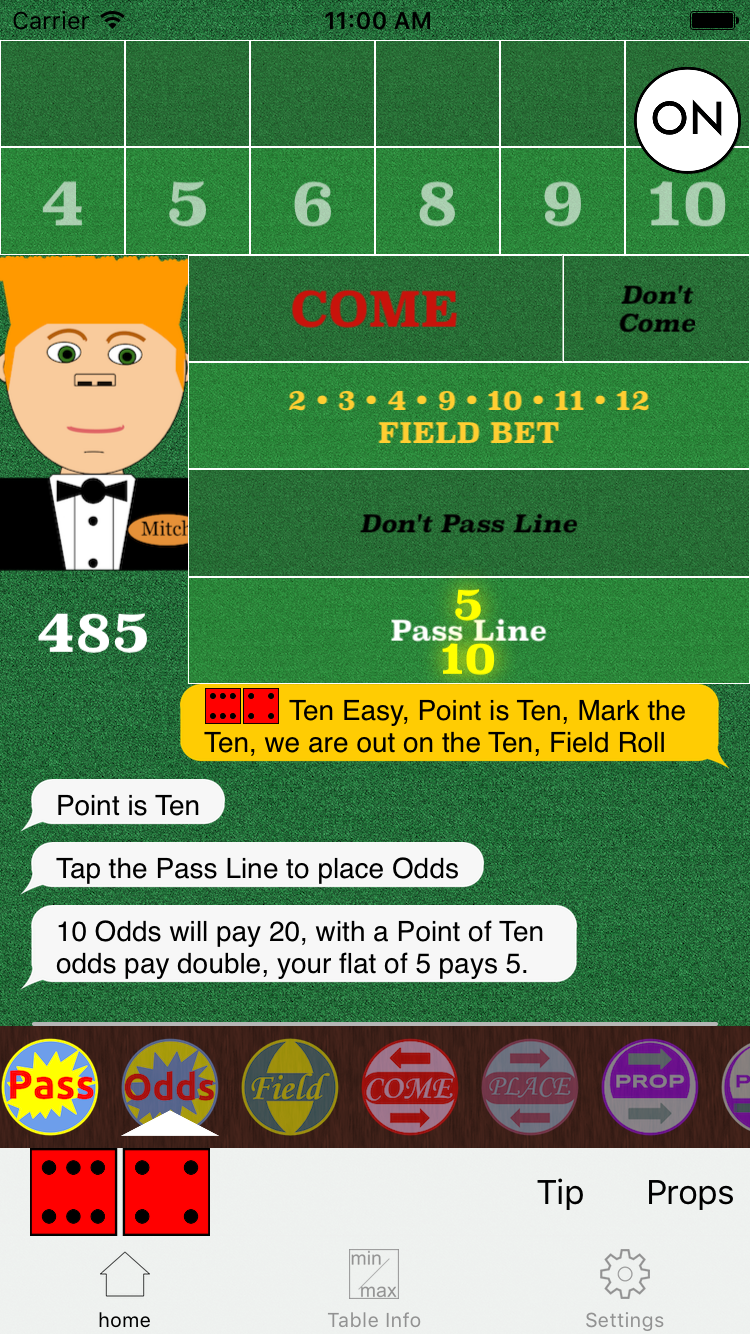 Carrier 11:00 AM
ON
4 5 6 8 9 10
COME
Don't
Come
2 • 3 • 4 • 9 • 10 • 11 • 12
FIELD BET
Mitch
Don't Pass Line
485
5
Pass Line
10
Ten Easy, Point is Ten, Mark the
Ten, we are out on the Ten, Field Roll
Point is Ten
Tap the Pass Line to place Odds
10 Odds will pay 20, with a Point of Ten
odds pay double, your flat of 5 pays 5.
Pass Odds Field COME PLACE PROP P
Tip Props
min
max
home Table Info Settings